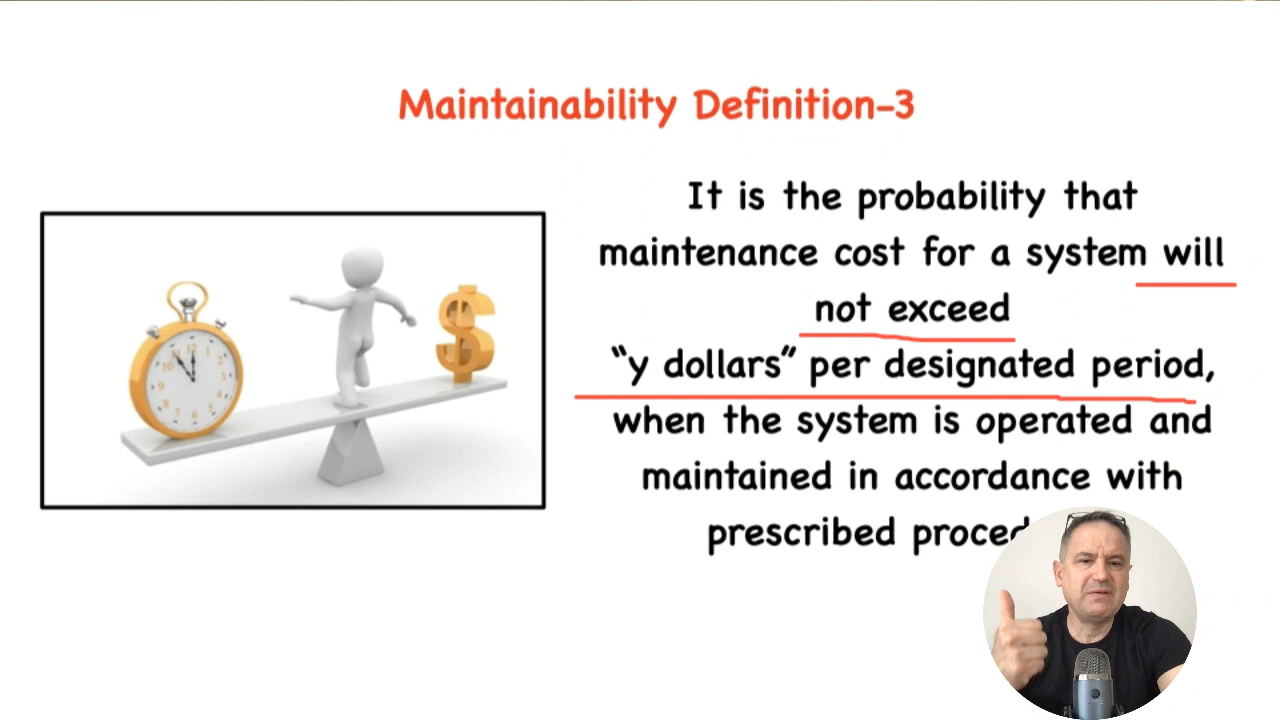 Maintainability Definition-3
It is the probability that
maintenance cost for a system will
not exceed
“y dollars” per designated period,
when the system is operated and
maintained in accordance with
prescribed